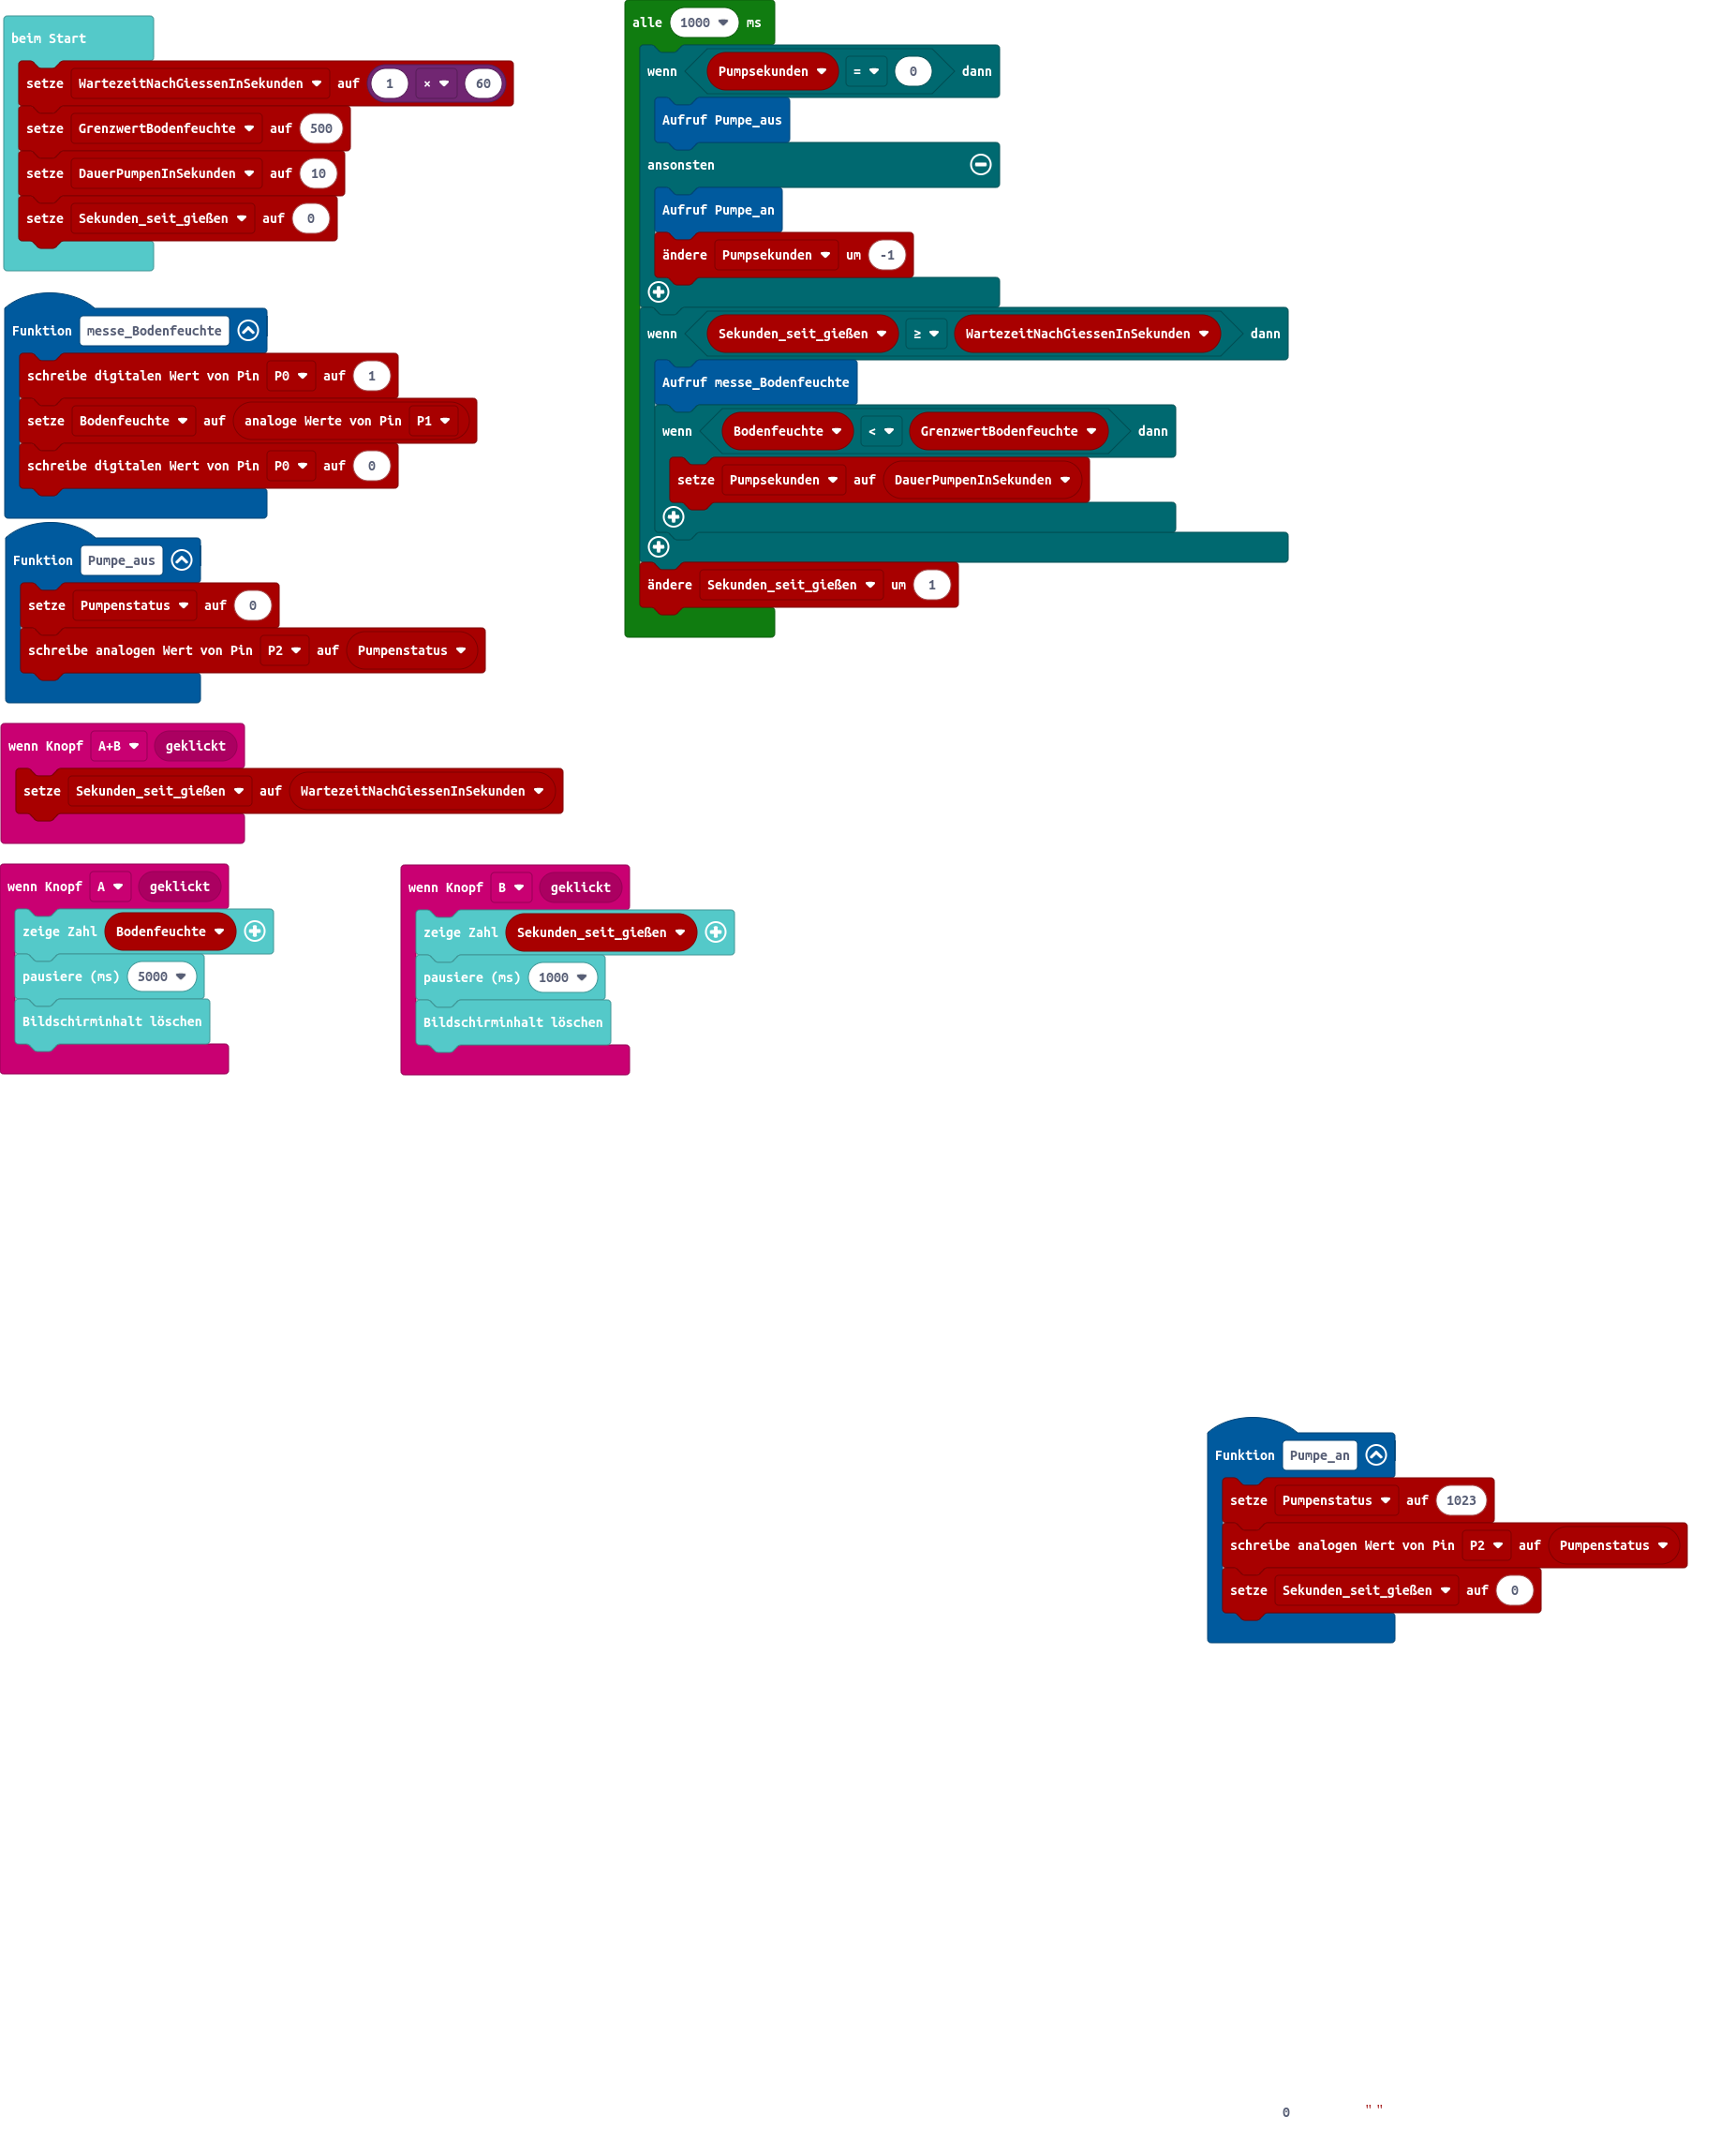 beim Start
setze WartezeitNachGiessenInSekunden auf 1 × 60
setze GrenzwertBodenfeuchte auf 500
setze DauerPumpenInSekunden auf 10
setze Sekunden_seit_gießen auf 0
Funktion messe_Bodenfeuchte
schreibe digitalen Wert von Pin P0 auf 1
setze Bodenfeuchte auf analoge Werte von Pin P1
schreibe digitalen Wert von Pin P0 auf 0
Funktion Pumpe_aus
setze Pumpenstatus auf 0
schreibe analogen Wert von Pin P2 auf Pumpenstatus
wenn Knopf A+B geklickt
setze Sekunden_seit_gießen auf WartezeitNachGiessenInSekunden
wenn Knopf A geklickt
zeige Zahl Bodenfeuchte
pausiere (ms) 5000
Bildschirminhalt löschen
wenn Knopf B geklickt
zeige Zahl Sekunden_seit_gießen
pausiere (ms) 1000
Bildschirminhalt löschen
alle 1000 ms
wenn Pumpsekunden = 0 dann
Aufruf Pumpe_aus
ansonsten
Aufruf Pumpe_an
ändere Pumpsekunden um -1
wenn Sekunden_seit_gießen ≥ WartezeitNachGiessenInSekunden dann
Aufruf messe_Bodenfeuchte
wenn Bodenfeuchte < GrenzwertBodenfeuchte dann
setze Pumpsekunden auf DauerPumpenInSekunden
ändere Sekunden_seit_gießen um 1
Funktion Pumpe_an
setze Pumpenstatus auf 1023
schreibe analogen Wert von Pin P2 auf Pumpenstatus
setze Sekunden_seit_gießen auf 0
0 " "